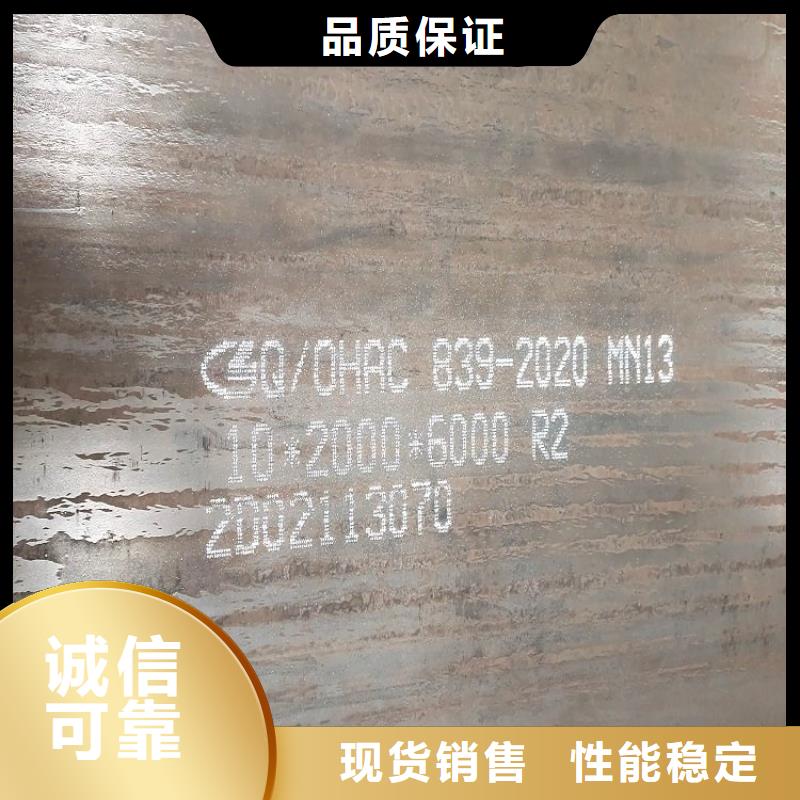 品质保证
Q/OHAC 839-2020 MN13
10*2000*6000 R2
2D02113070
诚信
可靠
现货销售 性能稳定